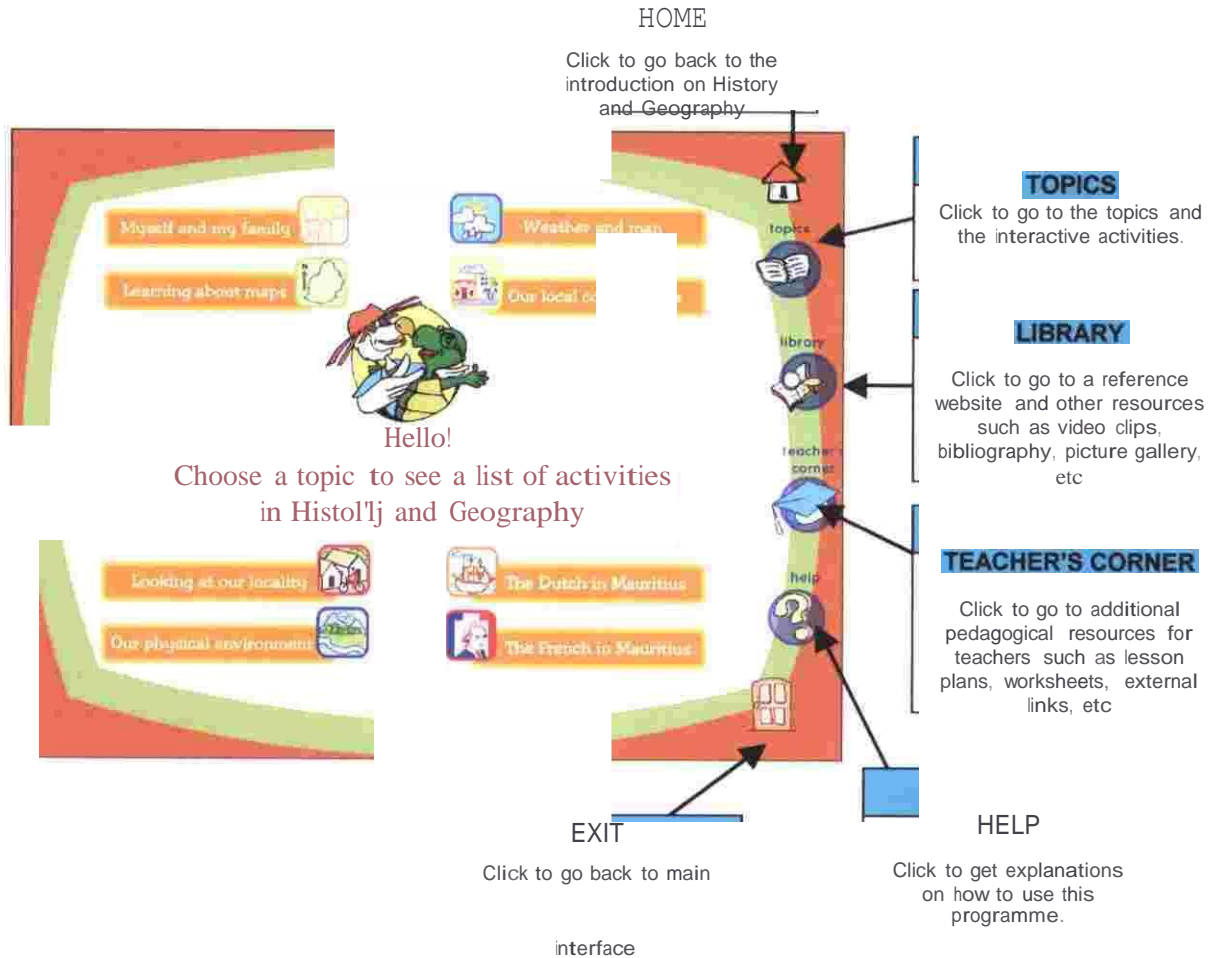 HOME
Click to go back to the
introduction on History
and Geography
Myself and my family
Weather and man
Learning about maps
Our local
topics
TOPICS
Click to go to the topics and
the interactive activities.
library
LIBRARY
Click to go to a reference
website and other resources
such as video clips,
bibliography, picture gallery,
etc
Hello!
Choose a topic to see a list of activities
in Histol'lj and Geography
teacher's
corner
TEACHER'S CORNER
Click to go to additional
pedagogical resources for
teachers such as lesson
plans, worksheets, external
links, etc
Looking at our locality
The Dutch in Mauritius
Our physical environment
The French in Mauritius
help
EXIT
Click to go back to main
interface
HELP
Click to get explanations
on how to use this
programme.